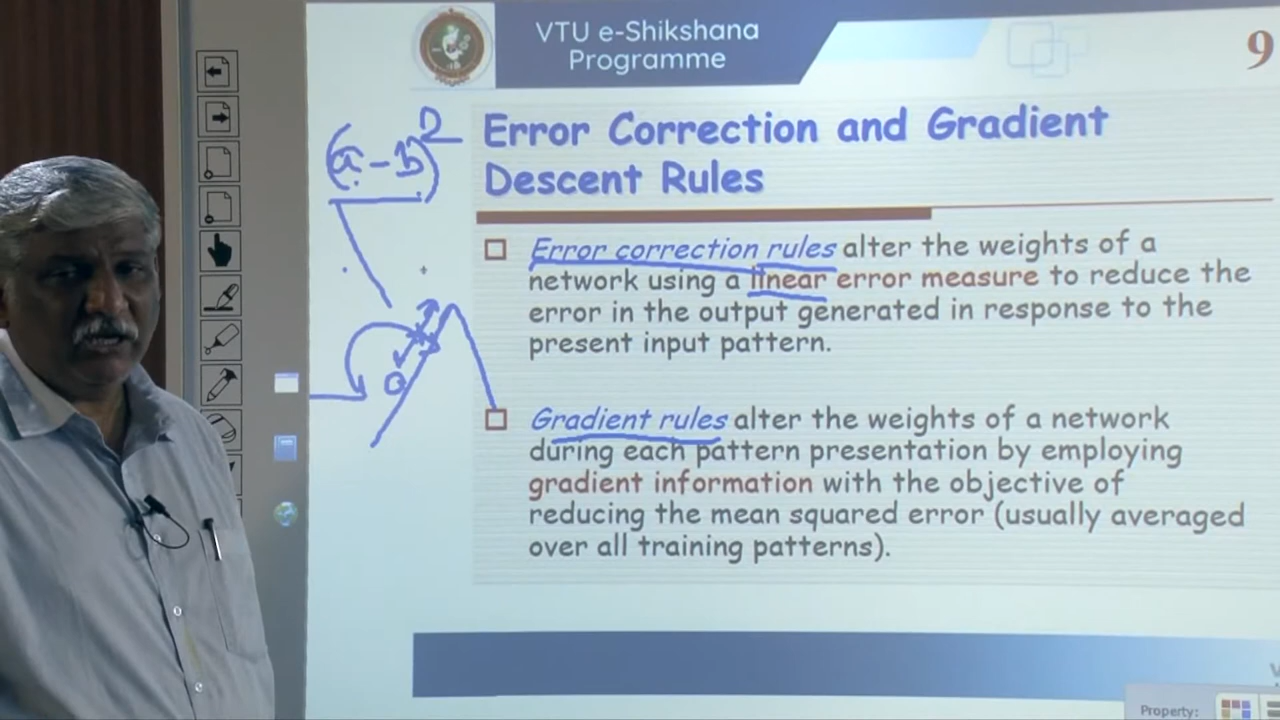 VTU e-Shikshana
Programme
9
(a - b)
Error Correction and Gradient
Descent Rules
Error correction rules alter the weights of a
network using a linear error measure to reduce the
error in the output generated in response to the
present input pattern.
Gradient rules alter the weights of a network
during each pattern presentation by employing
gradient information with the objective of
reducing the mean squared error (usually averaged
over all training patterns).
Property: